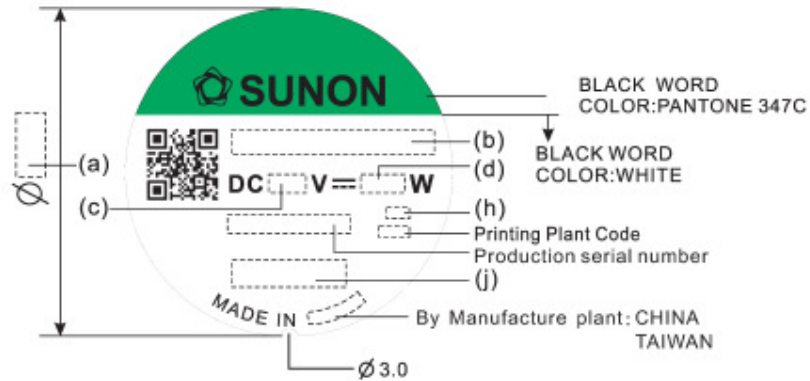 SUNON
BLACK WORD
COLOR:PANTONE 347C
(a)
(b)
BLACK WORD
COLOR:WHITE
(d)
DC V⎓ W
(c)
(h)
Printing Plant Code
Production serial number
(j)
MADE IN
By Manufacture plant: CHINA
TAIWAN
Ø
Ø3.0